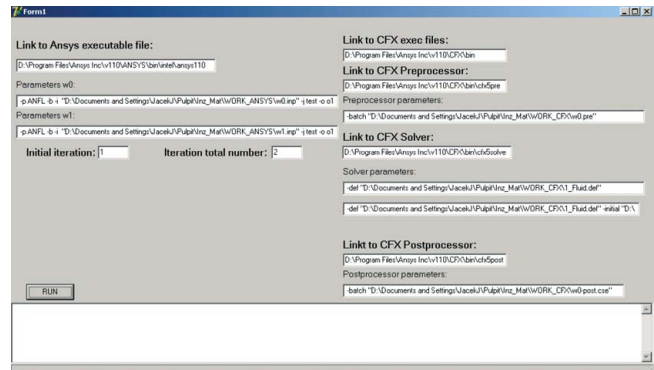 Form1
Link to Ansys executable file:
D:\Program Files\Ansys Inc\v110\ANSYS\bin\intel\ansys110
Parameters w0:
-p ANFL -b -i "D:\Documents and Settings\JacekJ\Pulpit\Inz_Mat\WORK_ANSYS\w0.inp" -j test -o o1
Parameters w1:
-p ANFL -b -i "D:\Documents and Settings\JacekJ\Pulpit\Inz_Mat\WORK_ANSYS\w1.inp" -j test -o o1
Initial iteration: 1 Iteration total number: 2
RUN
Link to CFX exec files:
D:\Program Files\Ansys Inc\v110\CFX\bin
Link to CFX Preprocessor:
D:\Program Files\Ansys Inc\v110\CFX\bin\cfx5pre
Preprocessor parameters:
-batch "D:\Documents and Settings\JacekJ\Pulpit\Inz_Mat\WORK_CFX\w0.pre"
Link to CFX Solver:
D:\Program Files\Ansys Inc\v110\CFX\bin\cfx5solve
Solver parameters:
-def "D:\Documents and Settings\JacekJ\Pulpit\Inz_Mat\WORK_CFX\1_Fluid.def"
-def "D:\Documents and Settings\JacekJ\Pulpit\Inz_Mat\WORK_CFX\1_Fluid.def" -initial "D:\
Linkt to CFX Postprocessor:
D:\Program Files\Ansys Inc\v110\CFX\bin\cfx5post
Postprocessor parameters:
-batch "D:\Documents and Settings\JacekJ\Pulpit\Inz_Mat\WORK_CFX\w0-post.cse"